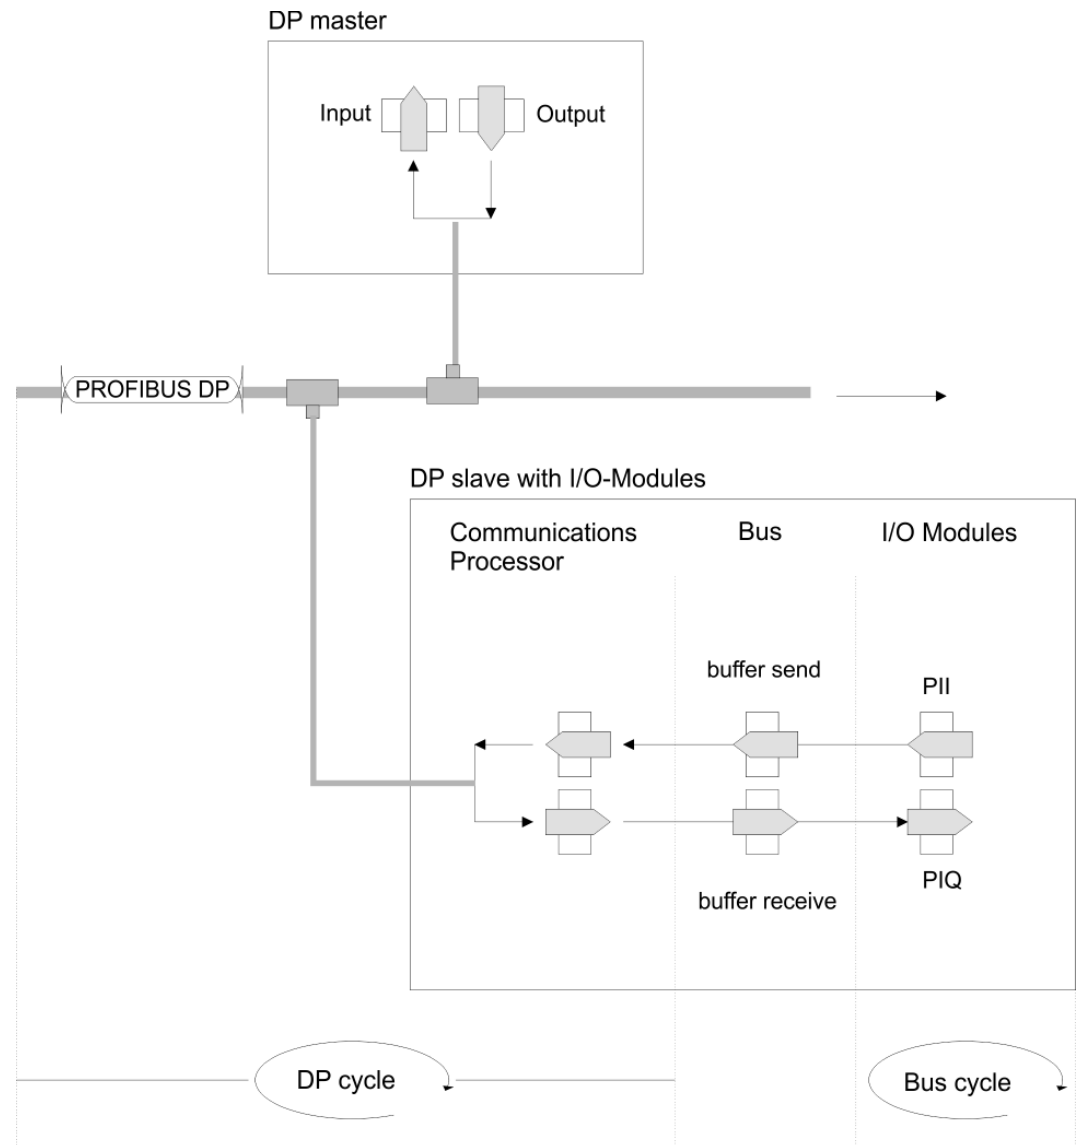 DP master
Input
Output
PROFIBUS DP
DP slave with I/O-Modules
Communications
Processor
Bus
I/O Modules
buffer send
PII
buffer receive
PIQ
DP cycle
Bus cycle